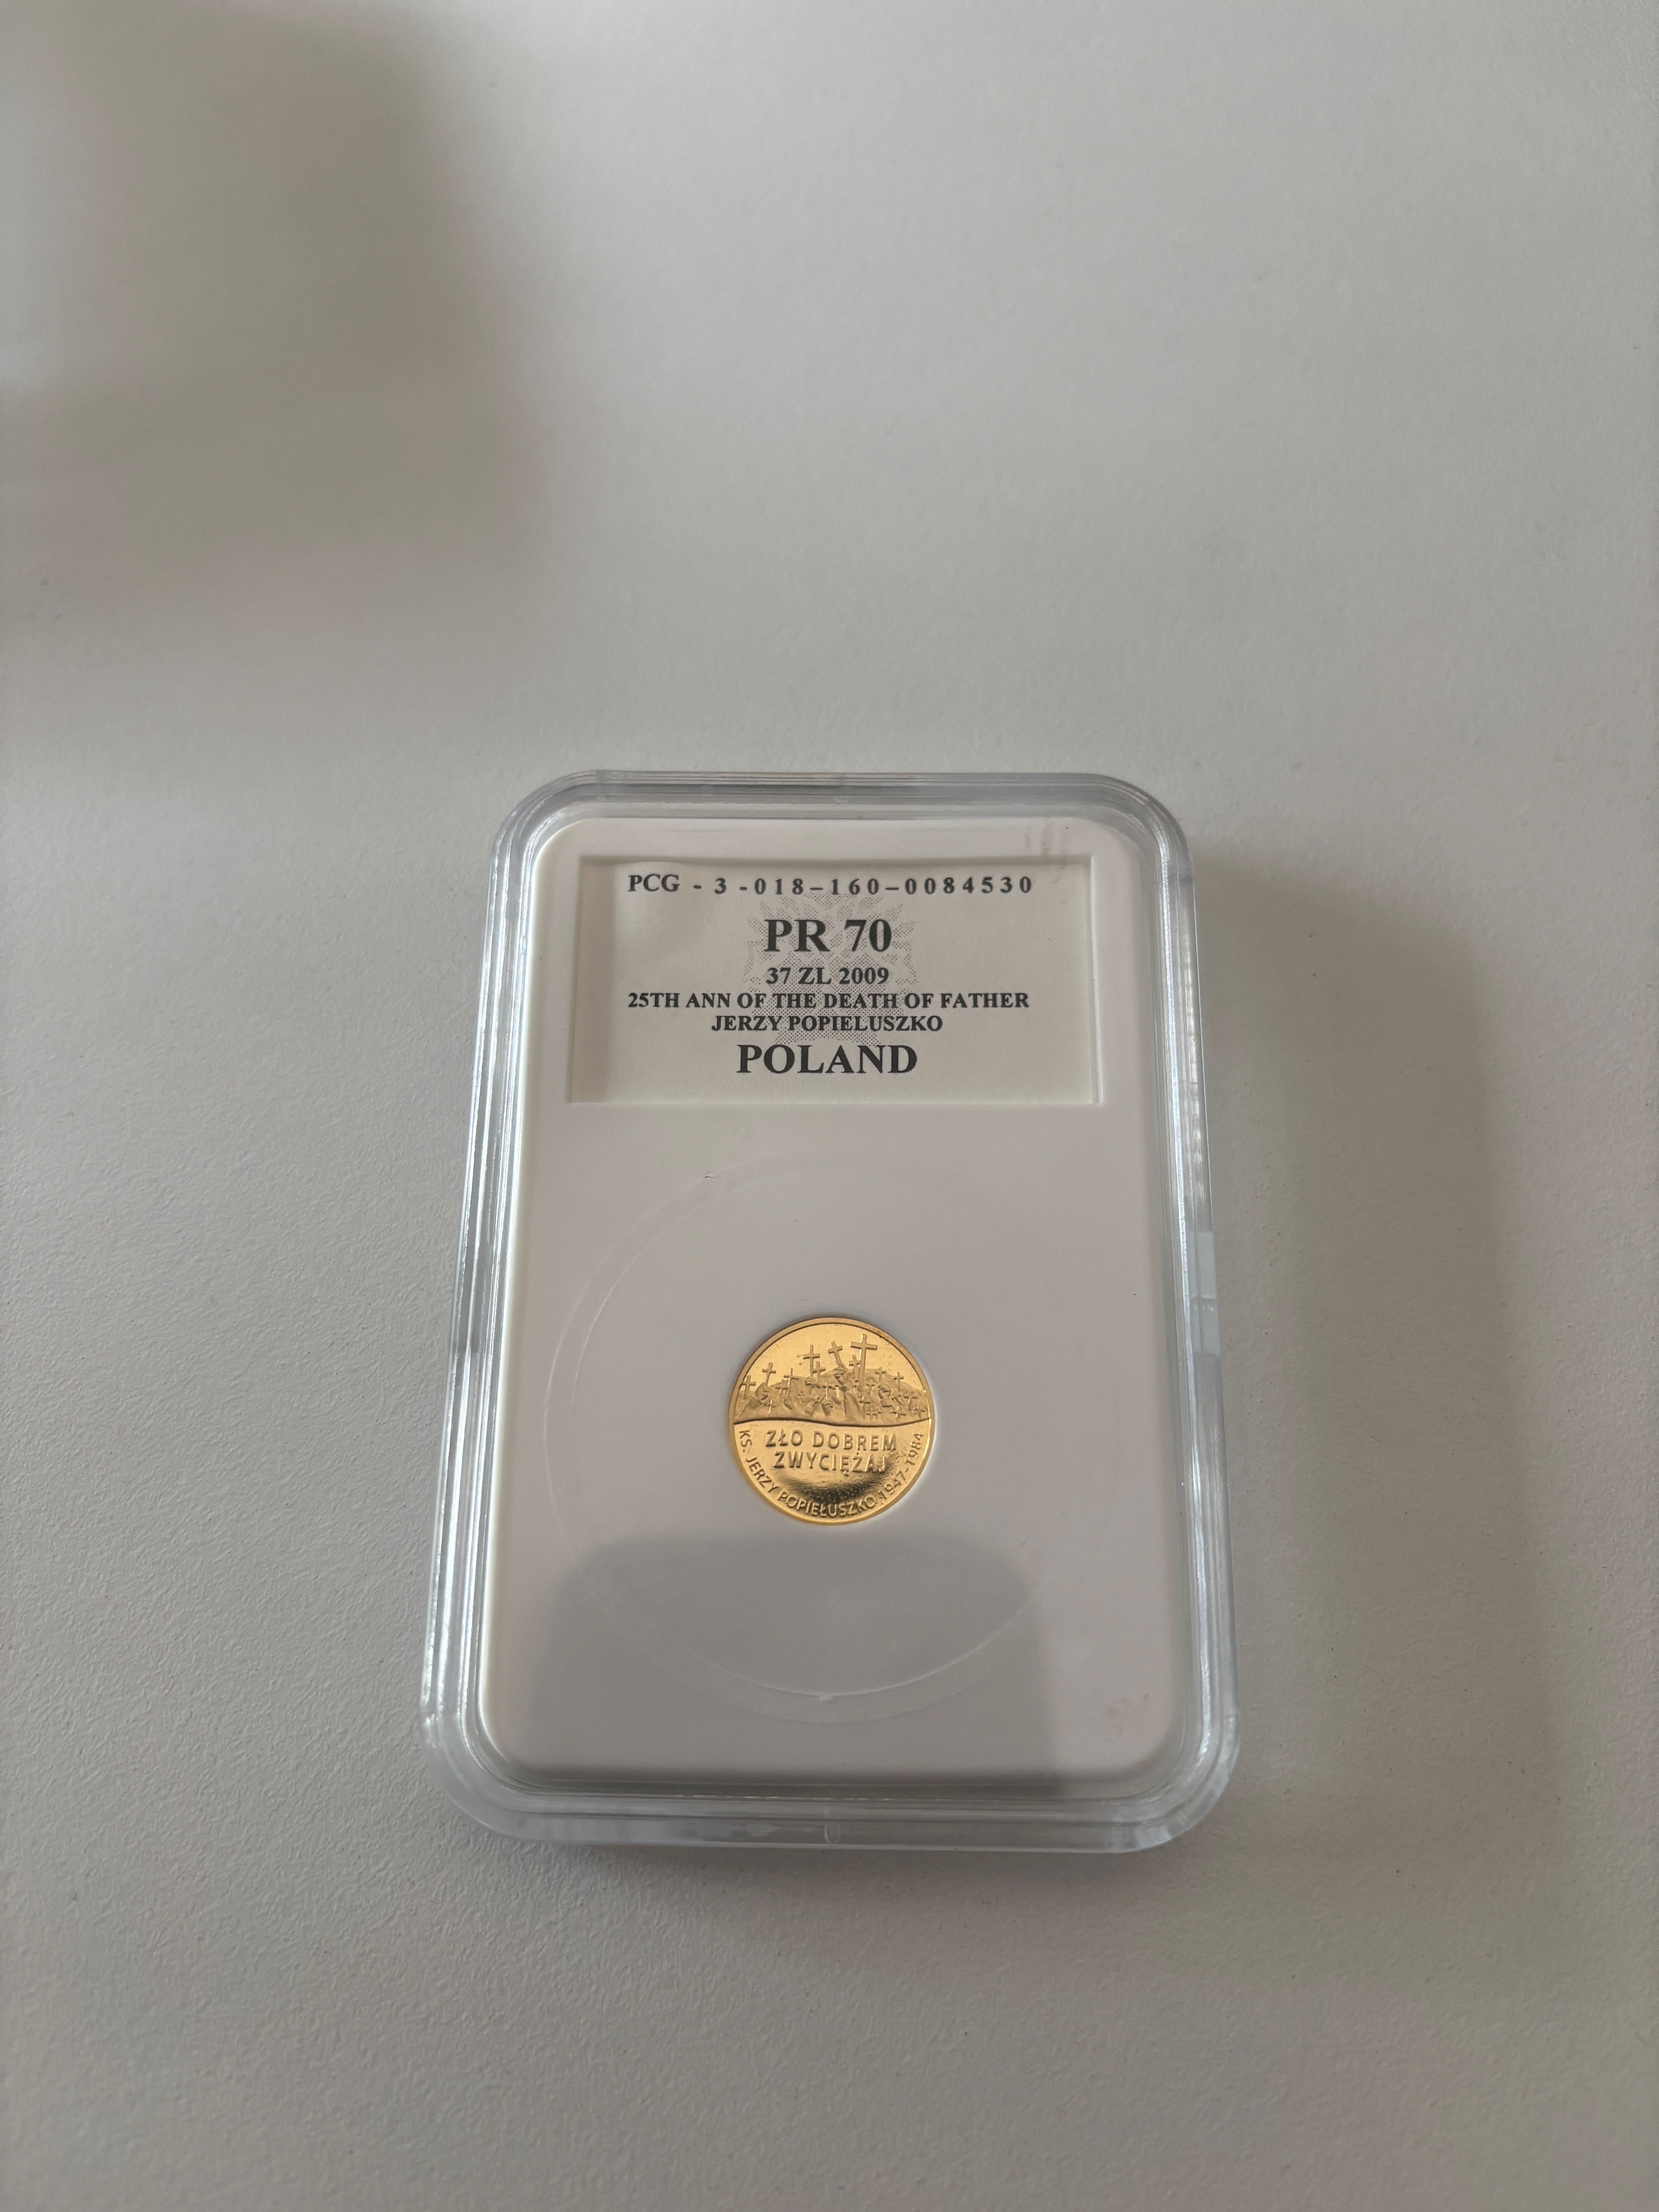 PCG - 3 -018-160-0084530
PR 70
37 ZL 2009
25TH ANN OF THE DEATH OF FATHER
JERZY POPIELUSZKO
POLAND
ZŁO DOBREM
ZWYCIĘŻAJ
KS. JERZY POPIEŁUSZKO 1947-1984